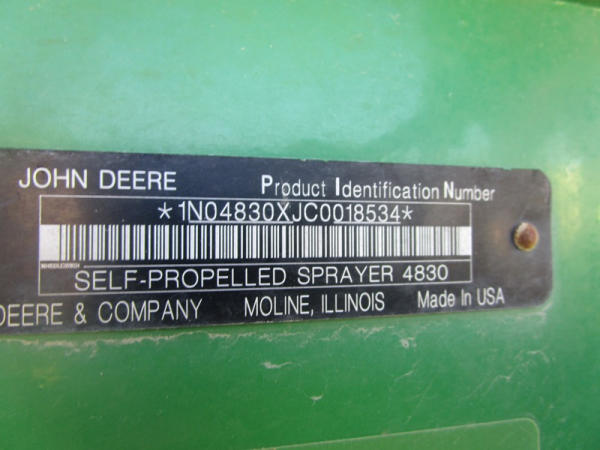 JOHN DEERE Product Identification Number
*1N04830XJC0018534*
SELF-PROPELLED SPRAYER 4830
DEERE & COMPANY MOLINE, ILLINOIS Made In USA